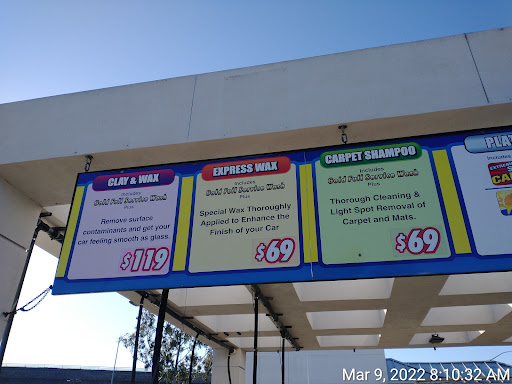 CLAY & WAX
Includes
Gold Full Service Wash
Plus
Remove surface
contaminants and get your
car feeling smooth as glass.
$119
EXPRESS WAX
Includes
Gold Full Service Wash
Plus
Special Wax Thoroughly
Applied to Enhance the
Finish of your Car
$69
CARPET SHAMPOO
Includes
Gold Full Service Wash
Plus
Thorough Cleaning &
Light Spot Removal of
Carpet and Mats.
$69
PLAT
Includes
Mar 9, 2022 8:10:32 AM